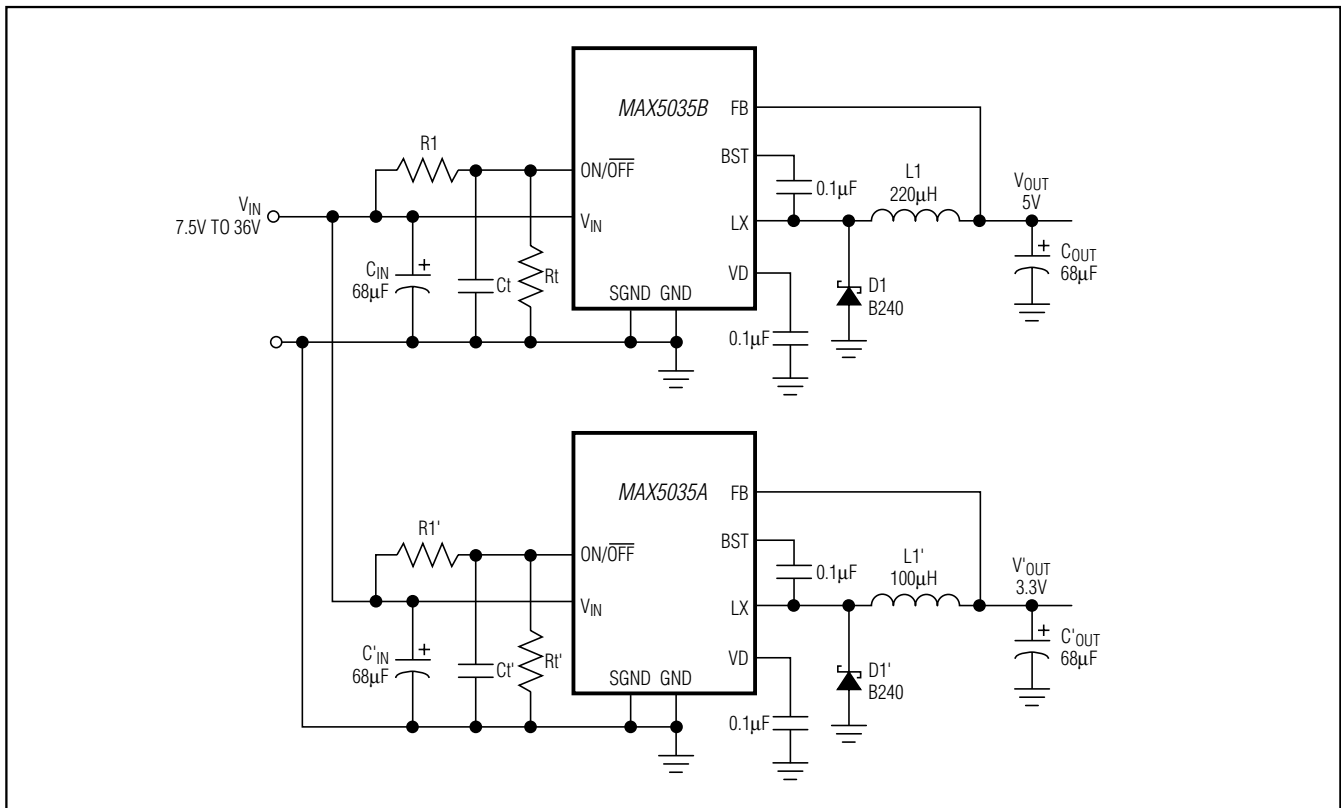 MAX5035B
FB
R1
BST
ON/OFF
0.1μF
L1
220μH
VOUT
5V
VIN
7.5V TO 36V
VIN
LX
CIN
68μF
+
Ct
Rt
VD
D1
B240
+
COUT
68μF
SGND GND
0.1μF
MAX5035A
FB
R1'
BST
ON/OFF
0.1μF
L1'
100μH
V'OUT
3.3V
VIN
LX
C'IN
68μF
+
Ct'
Rt'
VD
D1'
B240
+
C'OUT
68μF
SGND GND
0.1μF